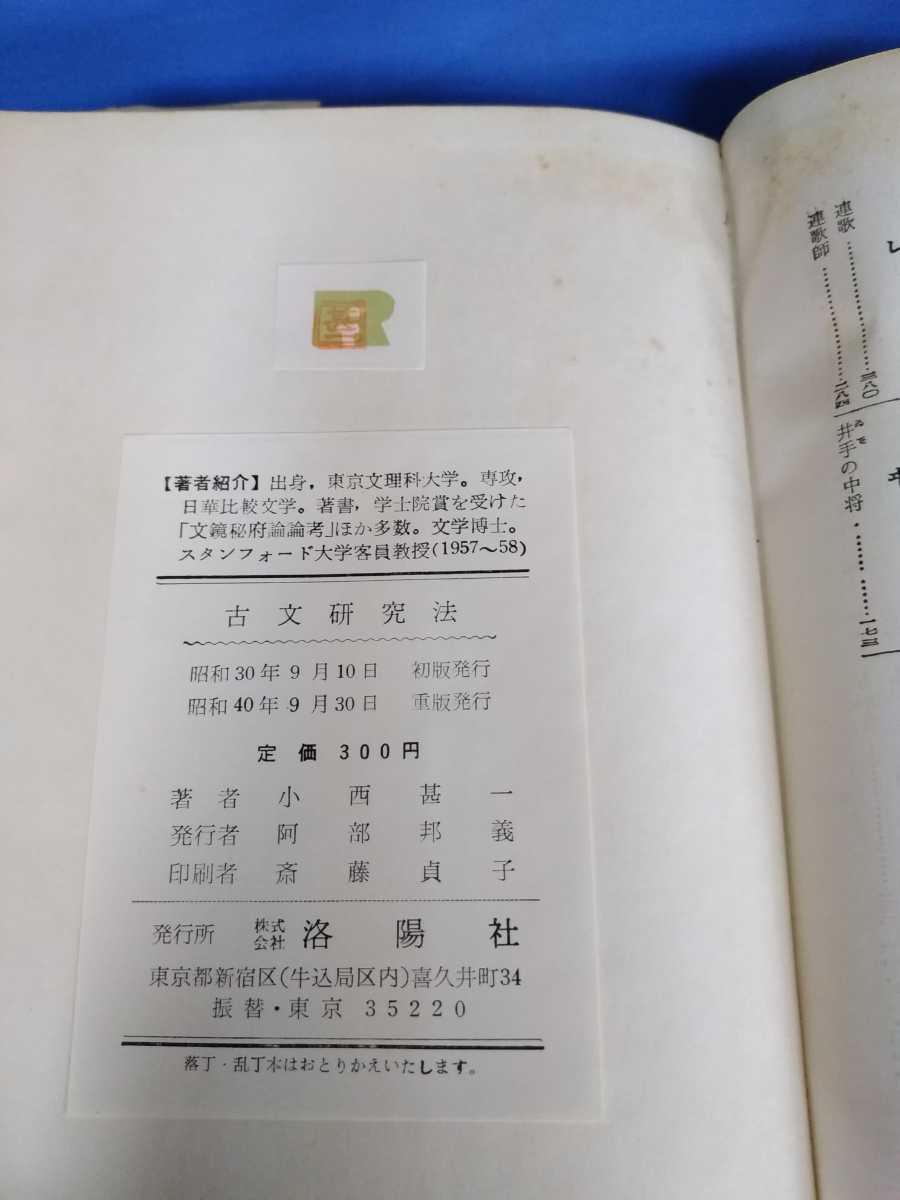 【著者紹介】出身，東京文理科大学。専攻，
日華比較文学。著書，学士院賞を受けた
「文鏡秘府論論考」ほか多数。文学博士。
スタンフォード大学客員教授(1957〜58)
古文研究法
昭和30年9月10日 初版発行
昭和40年9月30日 重版発行
定価 300円
著者 小西甚一
発行者 阿部邦義
印刷者 斎藤貞子
発行所 株式会社 洛陽社
東京都新宿区(牛込局区内)喜久井町34
振替・東京 35220
落丁・乱丁本はおとりかえいたします。
連歌……………三八〇
連歌師……………二八四
井手の中将……………一七三